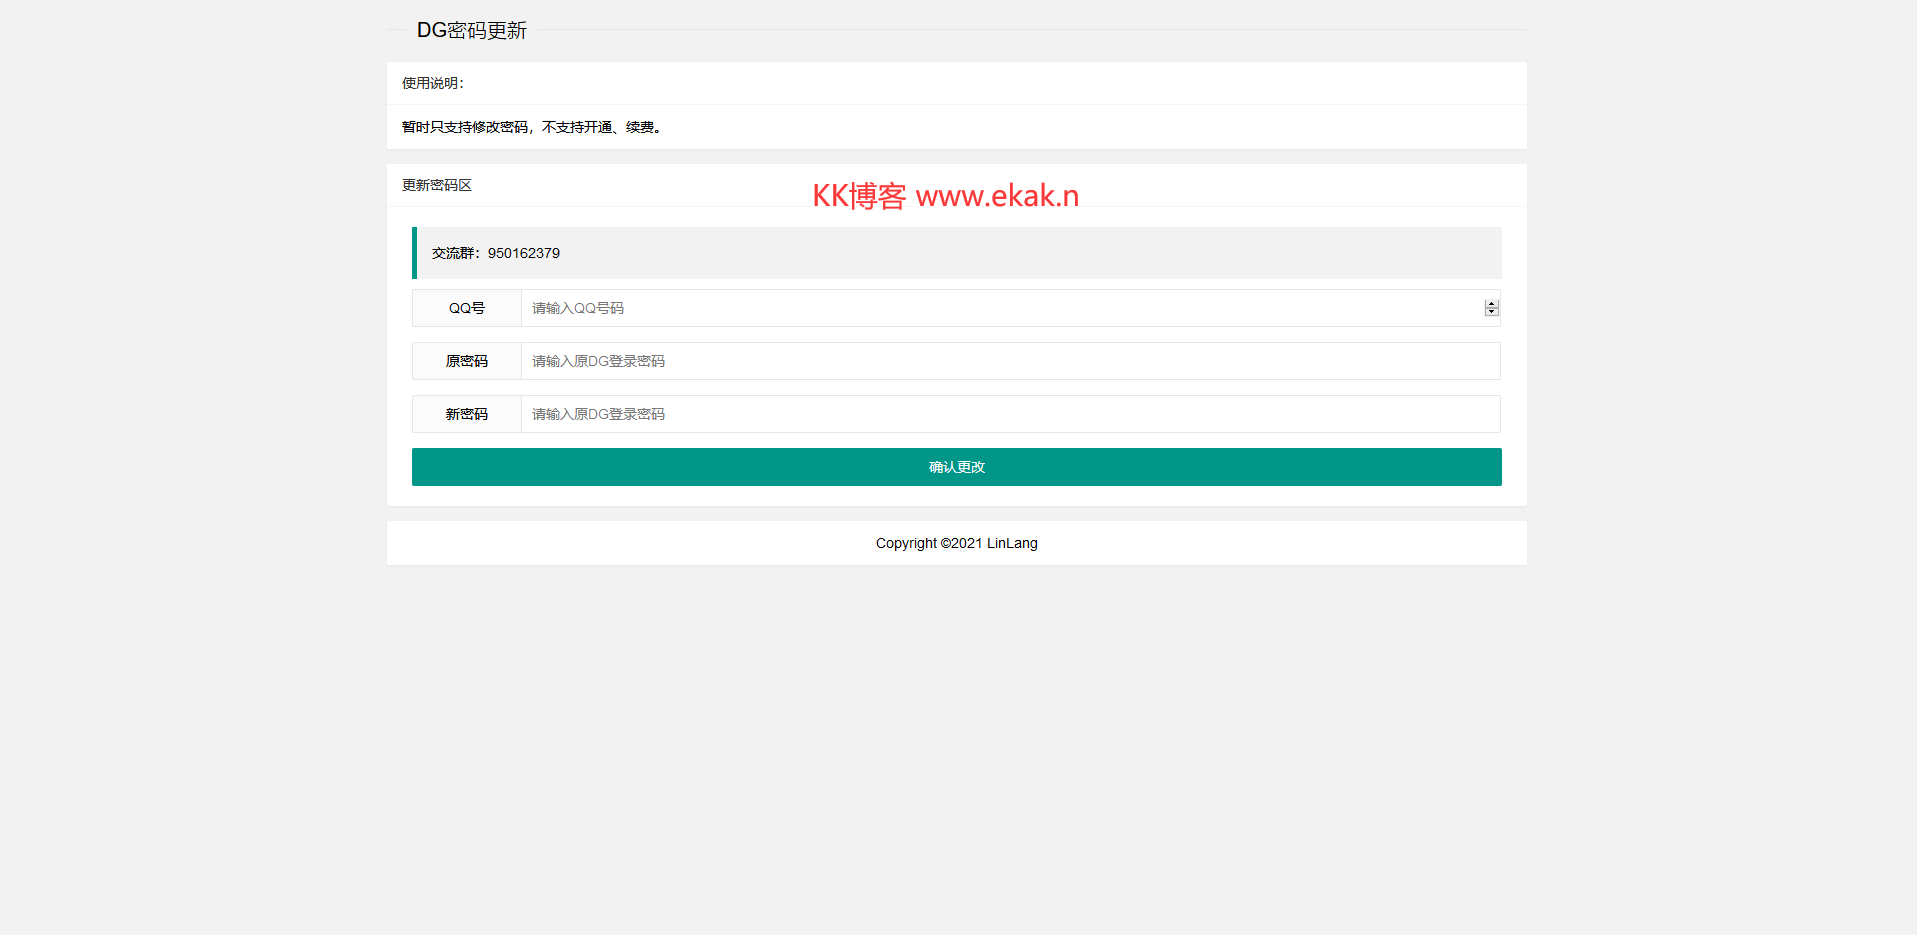 DG密码更新
使用说明：
暂时只支持修改密码，不支持开通、续费。
更新密码区
KK博客 www.ekak.n
交流群：950162379
QQ号 请输入QQ号码
原密码 请输入原DG登录密码
新密码 请输入原DG登录密码
确认更改
Copyright ©2021 LinLang